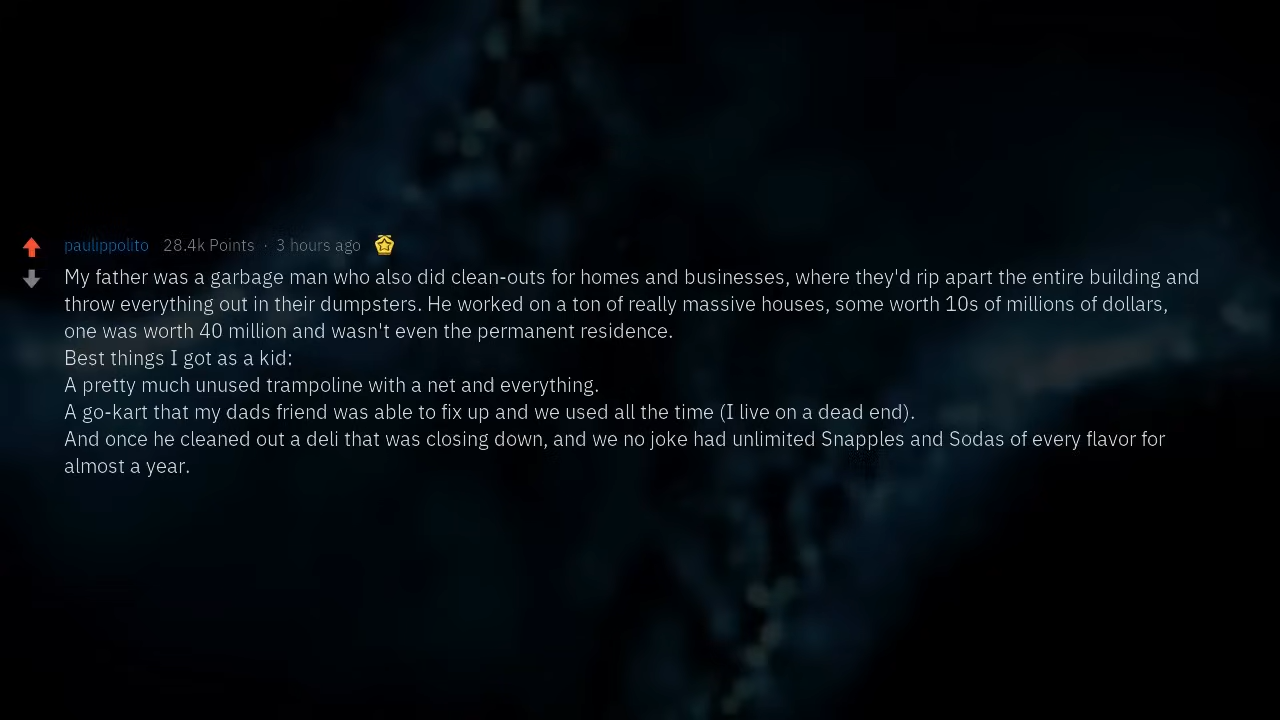 paulippolito 28.4k Points · 3 hours ago
My father was a garbage man who also did clean-outs for homes and businesses, where they'd rip apart the entire building and
throw everything out in their dumpsters. He worked on a ton of really massive houses, some worth 10s of millions of dollars,
one was worth 40 million and wasn't even the permanent residence.
Best things I got as a kid:
A pretty much unused trampoline with a net and everything.
A go-kart that my dads friend was able to fix up and we used all the time (I live on a dead end).
And once he cleaned out a deli that was closing down, and we no joke had unlimited Snapples and Sodas of every flavor for
almost a year.